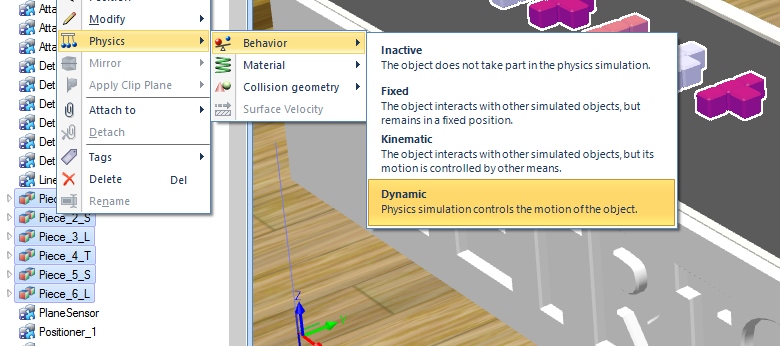 Position
Atta
Modify
Atta
Physics
Behavior
Atta
Mirror
Material
Inactive
The object does not take part in the physics simulation.
Det
Apply Clip Plane
Collision geometry
Fixed
The object interacts with other simulated objects, but
remains in a fixed position.
Det
Attach to
Surface Velocity
Det
Detach
Kinematic
The object interacts with other simulated objects, but its
motion is controlled by other means.
Det
Tags
Det
Delete Del
Dynamic
Physics simulation controls the motion of the object.
Det
Line
Rename
Piec
Piece_2_S
Piece_3_L
Piece_4_T
Piece_5_S
Piece_6_L
PlaneSensor
Positioner_1
Z